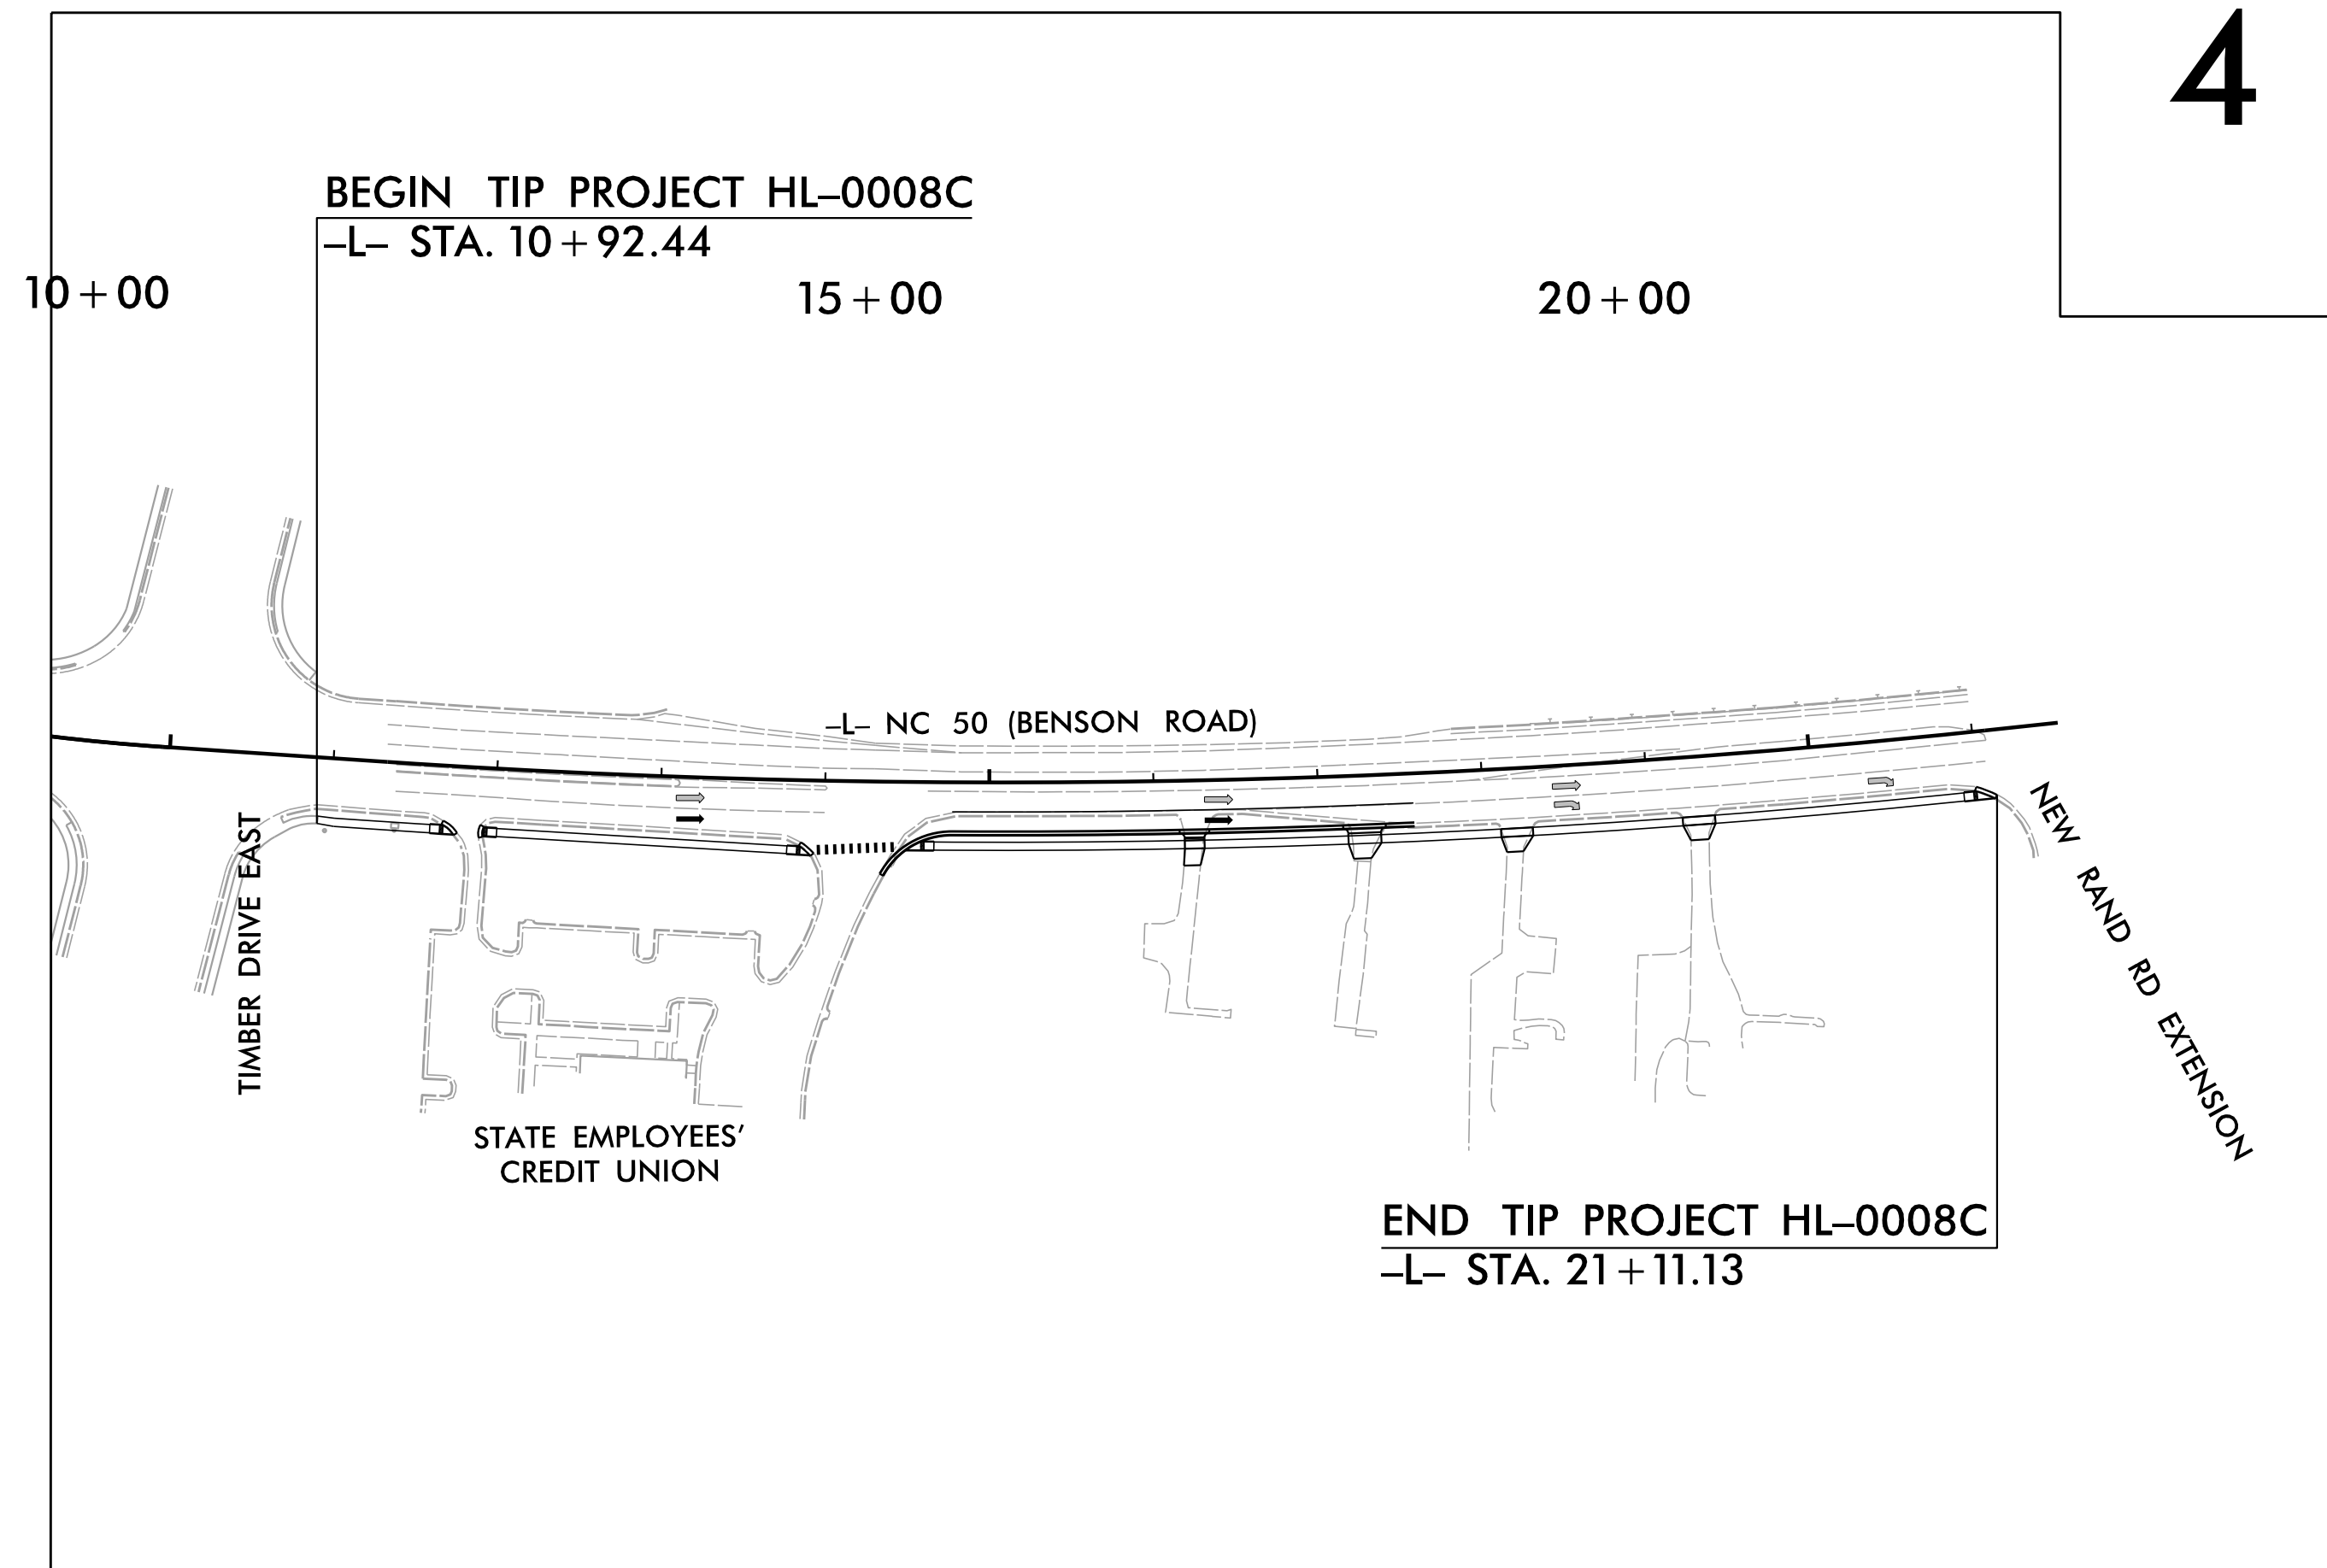 4
BEGIN TIP PROJECT HL–0008C
–L– STA. 10+92.44
10+00
15+00
20+00
–L– NC 50 (BENSON ROAD)
TIMBER DRIVE EAST
NEW RAND RD EXTENSION
STATE EMPLOYEES'
CREDIT UNION
END TIP PROJECT HL–0008C
–L– STA. 21+11.13